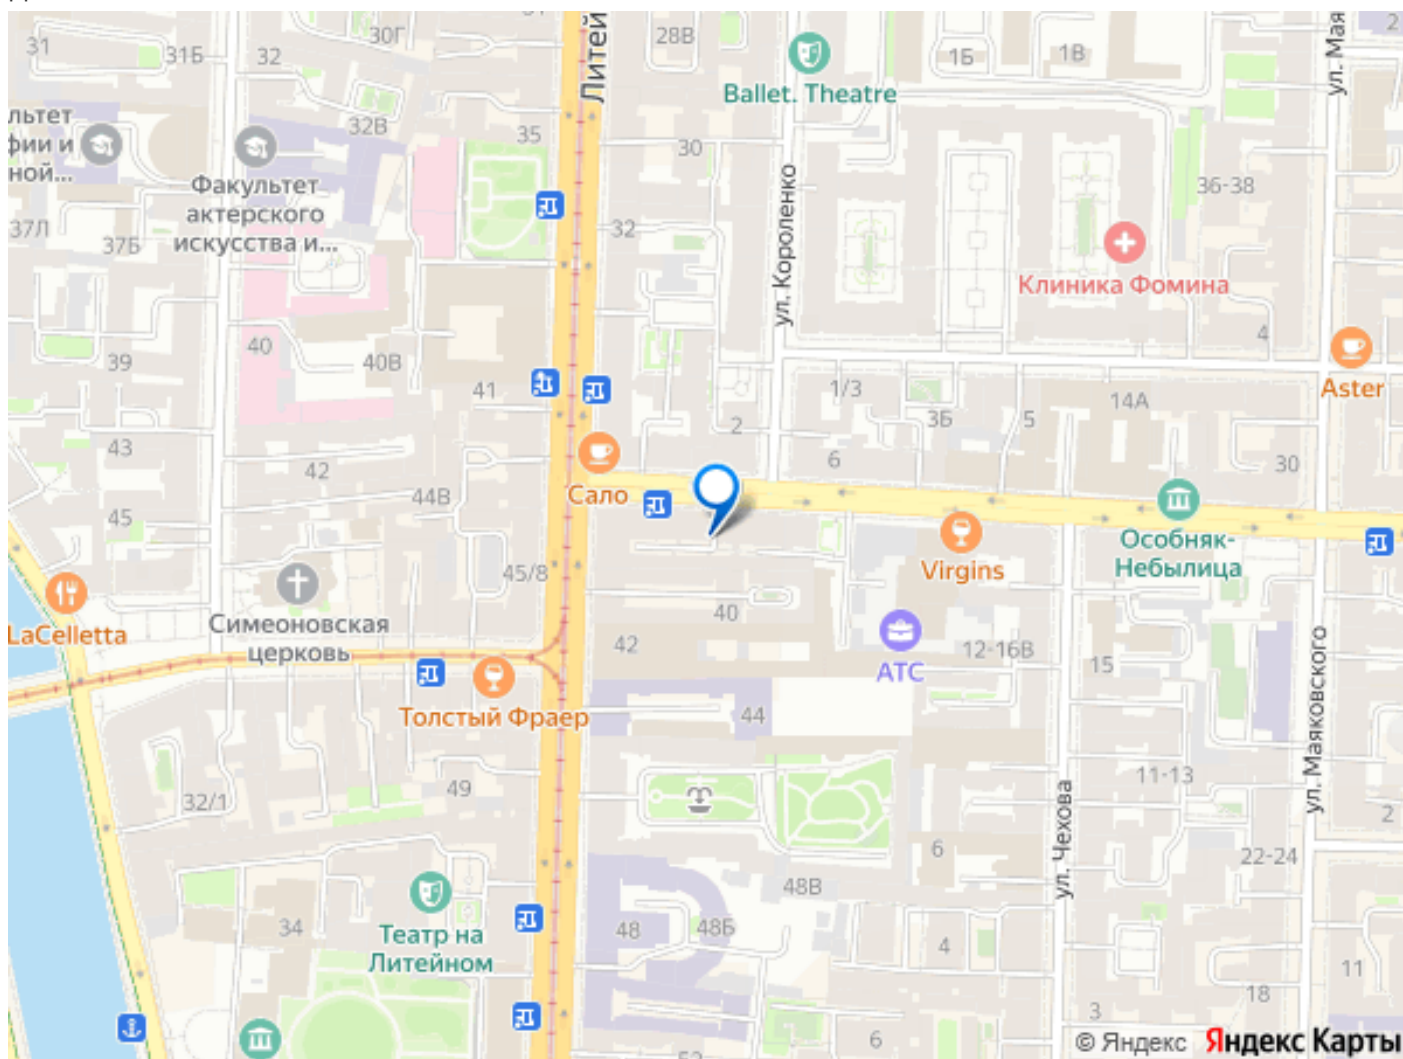 31
31Б
32
30Г
Литей
28В
Ballet. Theatre
1Б
1В
ул. Мая
2
льтет
фии и
ной...
32В
35
30
Факультет
актерского
искусства и...
36-38
37Л
37Б
32
ул. Короленко
Клиника Фомина
39
40
40В
41
4
Aster
1/3
3Б
5
14А
43
42
2
6
30
45
44В
Сало
Особняк-
Небылица
Virgins
45/8
LaCelletta
Симеоновская
церковь
40
42
АТС
12-16В
15
ул. Маяковского
Толстый Фраер
44
49
32/1
11-13
2
ул. Чехова
6
22-24
48В
34
Театр на
Литейном
48
48Б
4
11
18
3
6
© Яндекс
Яндекс Карты